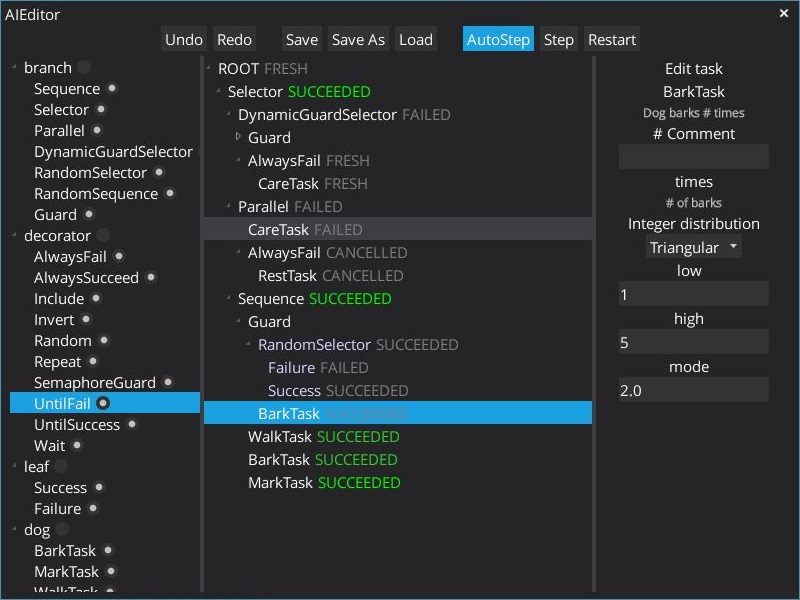 AIEditor ×
Undo Redo Save Save As Load AutoStep Step Restart
branch
Sequence
Selector
Parallel
DynamicGuardSelector
RandomSelector
RandomSequence
Guard
decorator
AlwaysFail
AlwaysSucceed
Include
Invert
Random
Repeat
SemaphoreGuard
UntilFail
UntilSuccess
Wait
leaf
Success
Failure
dog
BarkTask
MarkTask
WalkTask
ROOT FRESH
Selector SUCCEEDED
DynamicGuardSelector FAILED
Guard
AlwaysFail FRESH
CareTask FRESH
Parallel FAILED
CareTask FAILED
AlwaysFail CANCELLED
RestTask CANCELLED
Sequence SUCCEEDED
Guard
RandomSelector SUCCEEDED
Failure FAILED
Success SUCCEEDED
BarkTask SUCCEEDED
WalkTask SUCCEEDED
BarkTask SUCCEEDED
MarkTask SUCCEEDED
Edit task
BarkTask
Dog barks # times
# Comment
times
# of barks
Integer distribution
Triangular
low
1
high
5
mode
2.0